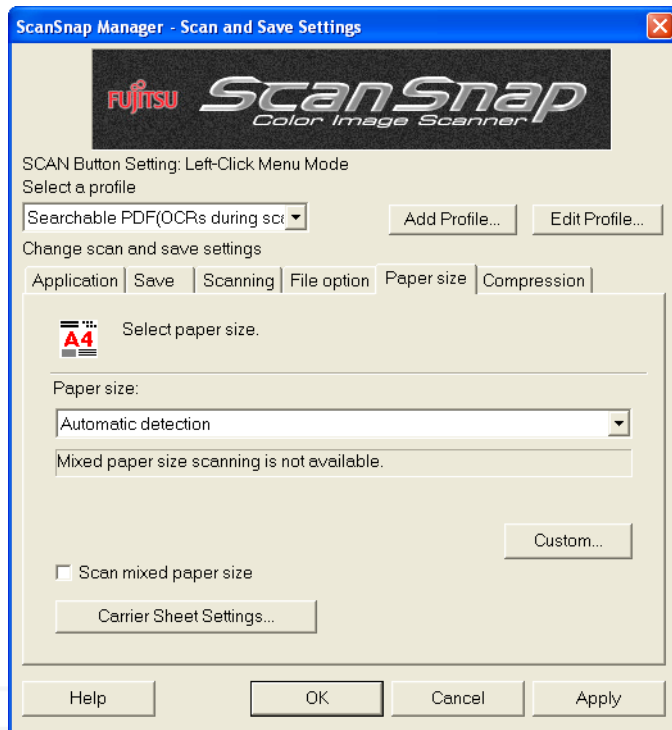 ScanSnap Manager - Scan and Save Settings
FUJITSU ScanSnap
Color Image Scanner
SCAN Button Setting: Left-Click Menu Mode
Select a profile
Searchable PDF(OCRs during sca
Add Profile... Edit Profile...
Change scan and save settings
Application Save Scanning File option Paper size Compression
A4 Select paper size.
Paper size:
Automatic detection
Mixed paper size scanning is not available.
Custom...
Scan mixed paper size
Carrier Sheet Settings...
Help OK Cancel Apply